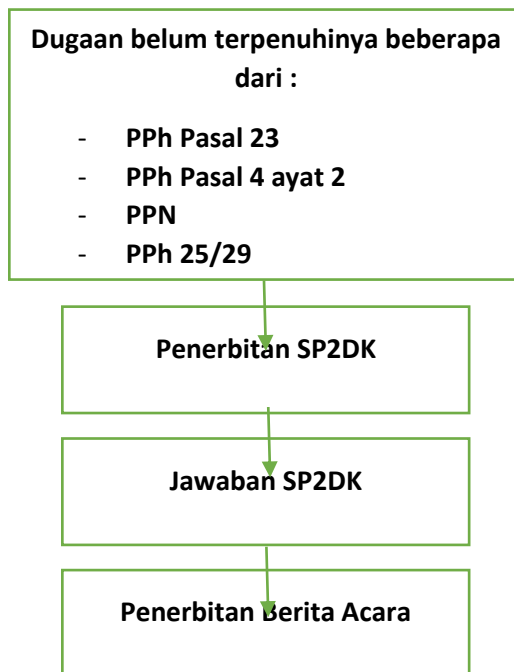 Dugaan belum terpenuhinya beberapa
dari :
- PPh Pasal 23
- PPh Pasal 4 ayat 2
- PPN
- PPh 25/29
Penerbitan SP2DK
Jawaban SP2DK
Penerbitan Berita Acara